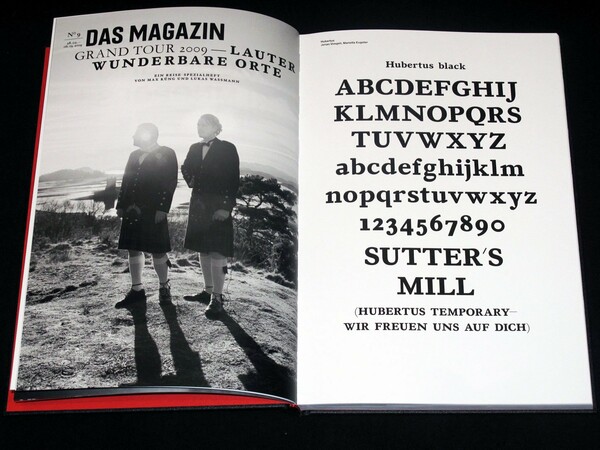 Nº 9
DAS MAGAZIN
GRAND TOUR 2009 — LAUTER
WUNDERBARE ORTE
EIN REISE-SPEZIALHEFT
VON MAX KÜNG UND LUKAS WASSMANN
Hubertus
Hubertus black
ABCDEFGHIJ
KLMNOPQRS
TUVWXYZ
abcdefghijklm
nopqrstuvwxyz
1234567890
SUTTER'S
MILL
(HUBERTUS TEMPORARY—
WIR FREUEN UNS AUF DICH)